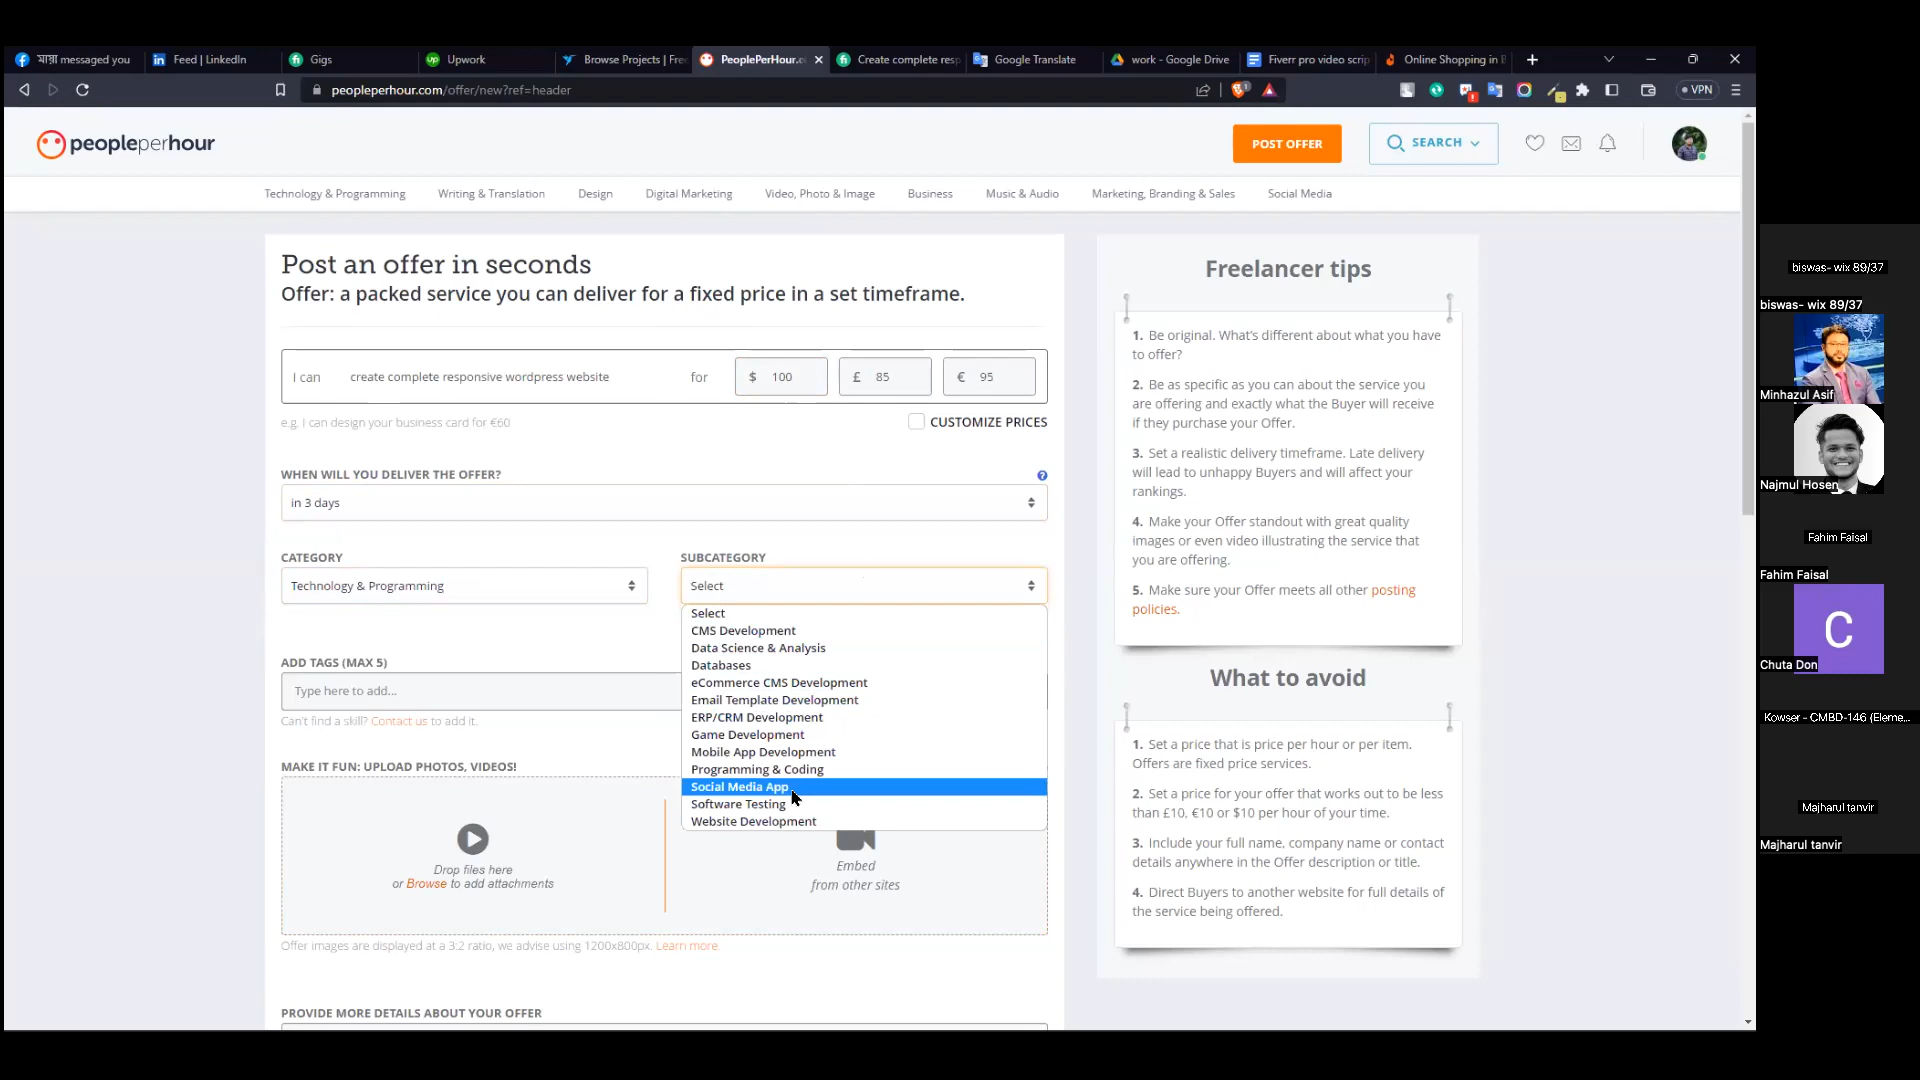 মায়া messaged you
Feed | LinkedIn
Gigs
Upwork
Browse Projects | Fre
PeoplePerHour.c
Create complete resp
Google Translate
work - Google Drive
Fiverr pro video scrip
Online Shopping in B
peopleperhour.com/offer/new?ref=header
VPN
peopleperhour
POST OFFER
SEARCH
Technology & Programming
Writing & Translation
Design
Digital Marketing
Video, Photo & Image
Business
Music & Audio
Marketing, Branding & Sales
Social Media
Post an offer in seconds
Offer: a packed service you can deliver for a fixed price in a set timeframe.
I can create complete responsive wordpress website for $ 100 £ 85 € 95
e.g. I can design your business card for €60
CUSTOMIZE PRICES
WHEN WILL YOU DELIVER THE OFFER?
in 3 days
CATEGORY
Technology & Programming
SUBCATEGORY
Select
Select
CMS Development
Data Science & Analysis
Databases
eCommerce CMS Development
Email Template Development
ERP/CRM Development
Game Development
Mobile App Development
Programming & Coding
Social Media App
Software Testing
Website Development
ADD TAGS (MAX 5)
Type here to add...
Can't find a skill? Contact us to add it.
MAKE IT FUN: UPLOAD PHOTOS, VIDEOS!
Drop files here
or Browse to add attachments
Embed
from other sites
Offer images are displayed at a 3:2 ratio, we advise using 1200x800px. Learn more.
PROVIDE MORE DETAILS ABOUT YOUR OFFER
Freelancer tips
1. Be original. What's different about what you have
to offer?
2. Be as specific as you can about the service you
are offering and exactly what the Buyer will receive
if they purchase your Offer.
3. Set a realistic delivery timeframe. Late delivery
will lead to unhappy Buyers and will affect your
rankings.
4. Make your Offer standout with great quality
images or even video illustrating the service that
you are offering.
5. Make sure your Offer meets all other posting
policies.
What to avoid
1. Set a price that is price per hour or per item.
Offers are fixed price services.
2. Set a price for your offer that works out to be less
than £10, €10 or $10 per hour of your time.
3. Include your full name, company name or contact
details anywhere in the Offer description or title.
4. Direct Buyers to another website for full details of
the service being offered.
biswas- wix 89/37
biswas- wix 89/37
Minhazul Asif
Najmul Hosen
Fahim Faisal
Fahim Faisal
C
Chuta Don
Kowser - CMBD-146 (Eleme...
Majharul tanvir
Majharul tanvir